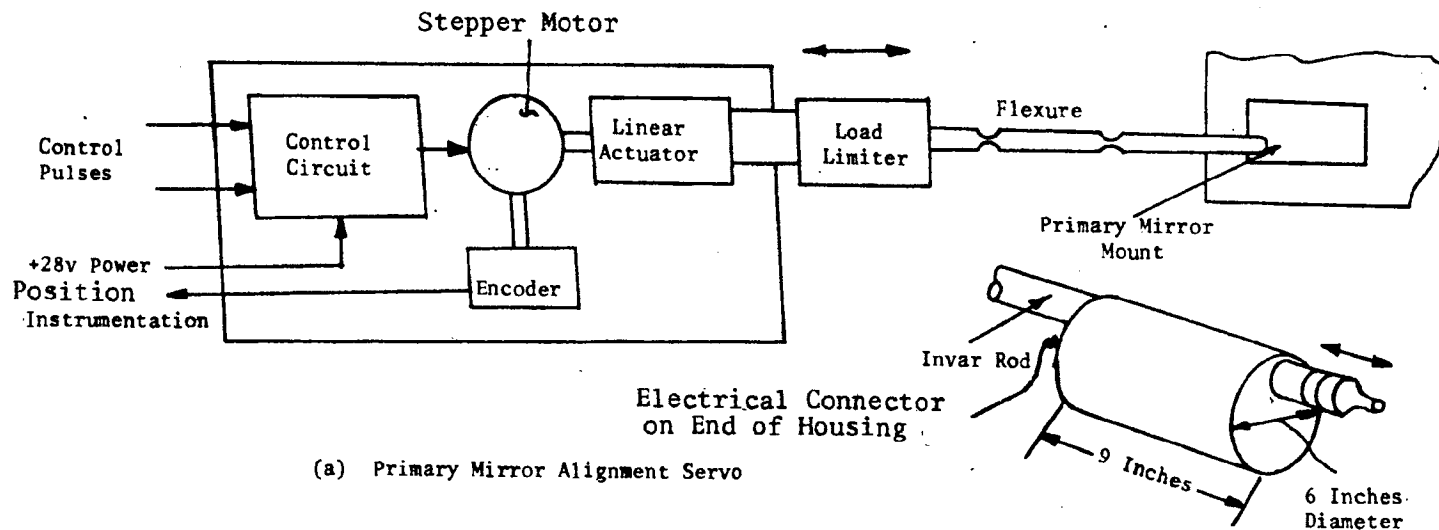 Stepper Motor
Control
Pulses
Control
Circuit
Linear
Actuator
Load
Limiter
Flexure
Primary Mirror
Mount
+28v Power
Position
Instrumentation
Encoder
Invar Rod
Electrical Connector
on End of Housing
9 Inches
6 Inches
Diameter
(a) Primary Mirror Alignment Servo